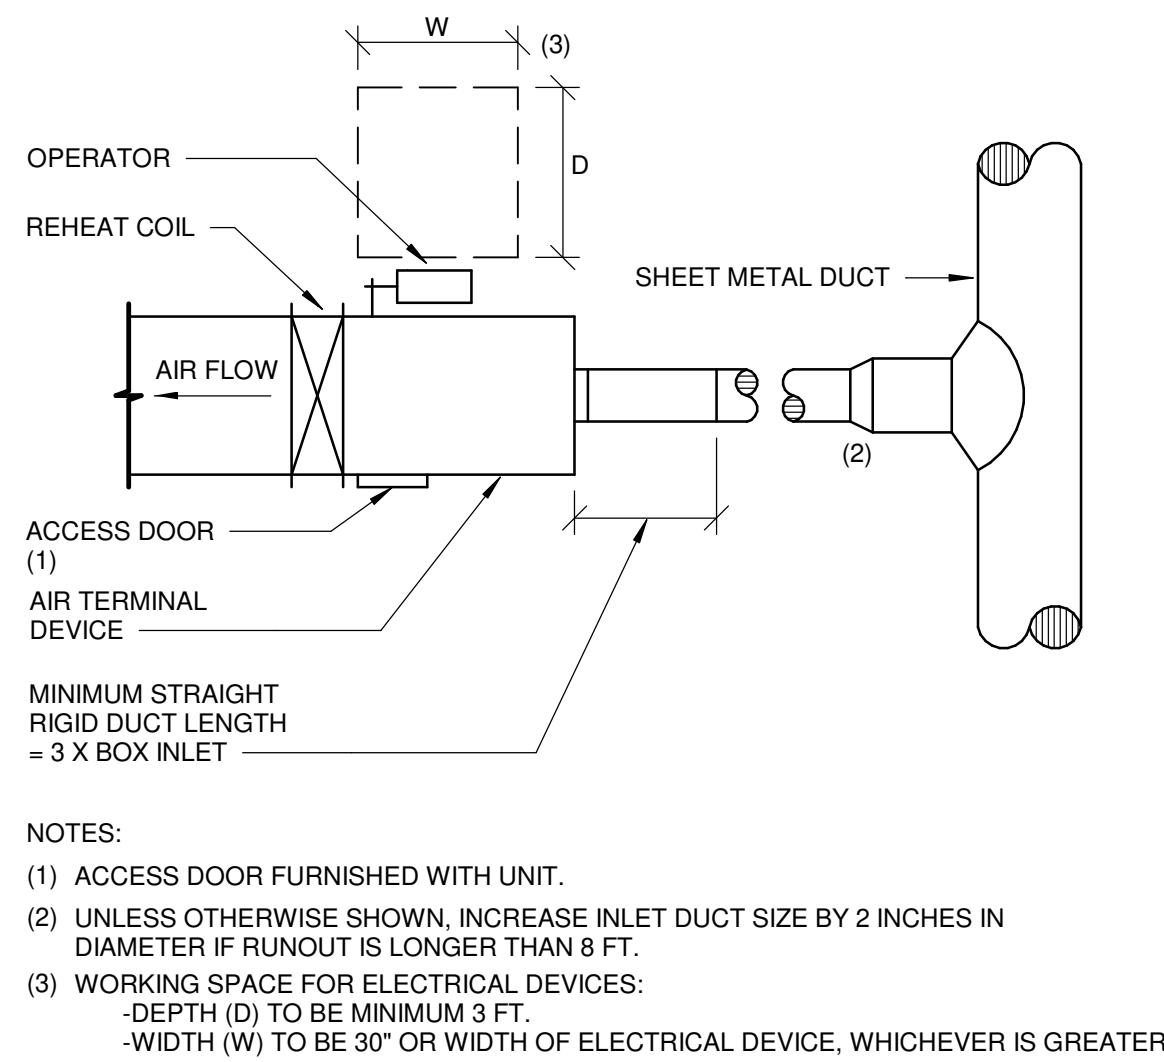 W
(3)
OPERATOR
D
REHEAT COIL
SHEET METAL DUCT
AIR FLOW
(2)
ACCESS DOOR
(1)
AIR TERMINAL
DEVICE
MINIMUM STRAIGHT
RIGID DUCT LENGTH
= 3 X BOX INLET
NOTES:
(1) ACCESS DOOR FURNISHED WITH UNIT.
(2) UNLESS OTHERWISE SHOWN, INCREASE INLET DUCT SIZE BY 2 INCHES IN
DIAMETER IF RUNOUT IS LONGER THAN 8 FT.
(3) WORKING SPACE FOR ELECTRICAL DEVICES:
-DEPTH (D) TO BE MINIMUM 3 FT.
-WIDTH (W) TO BE 30" OR WIDTH OF ELECTRICAL DEVICE, WHICHEVER IS GREATER